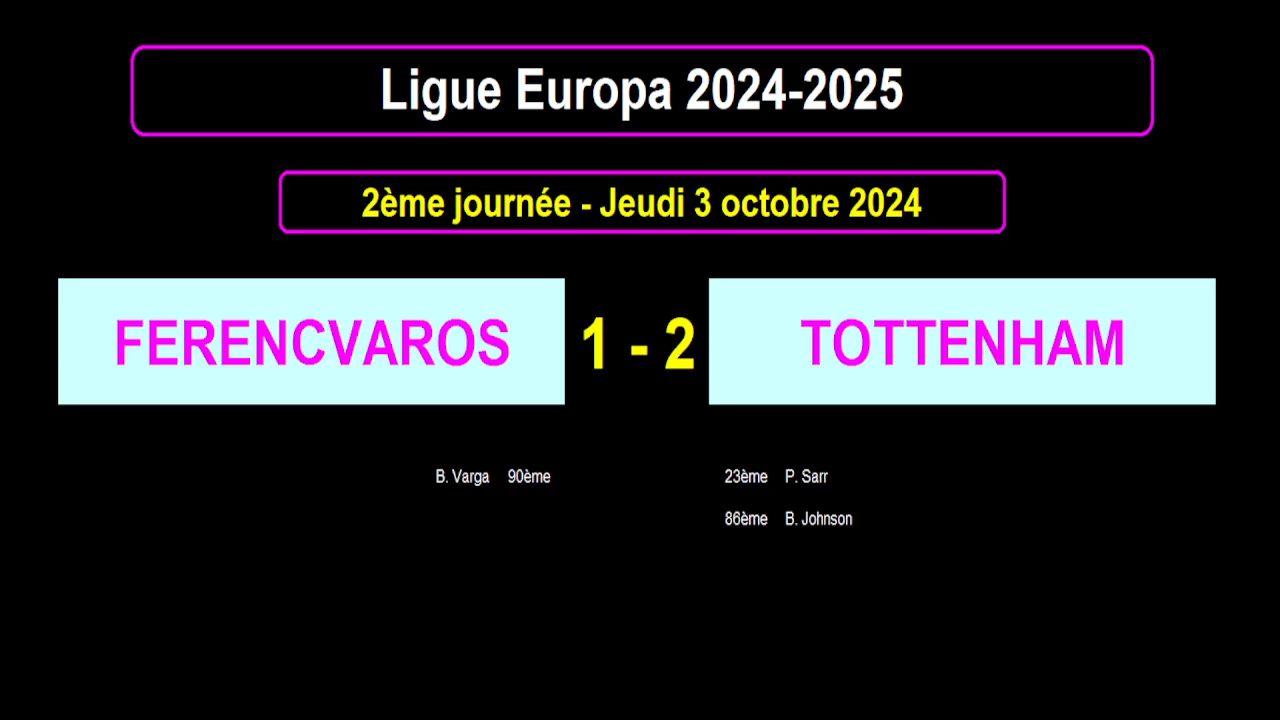 Ligue Europa 2024-2025
2ème journée - Jeudi 3 octobre 2024
FERENCVAROS 1 - 2 TOTTENHAM
B. Varga 90ème 23ème P. Sarr
86ème B. Johnson